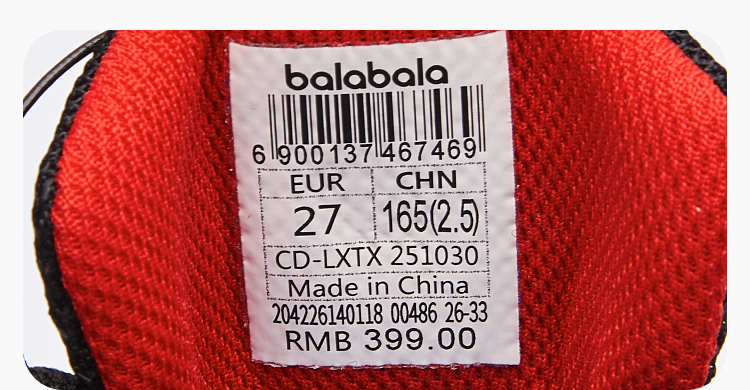 balabala
6 900137 467469
EUR CHN
27 165(2.5)
CD-LXTX 251030
Made in China
204226140118 00486 26-33
RMB 399.00